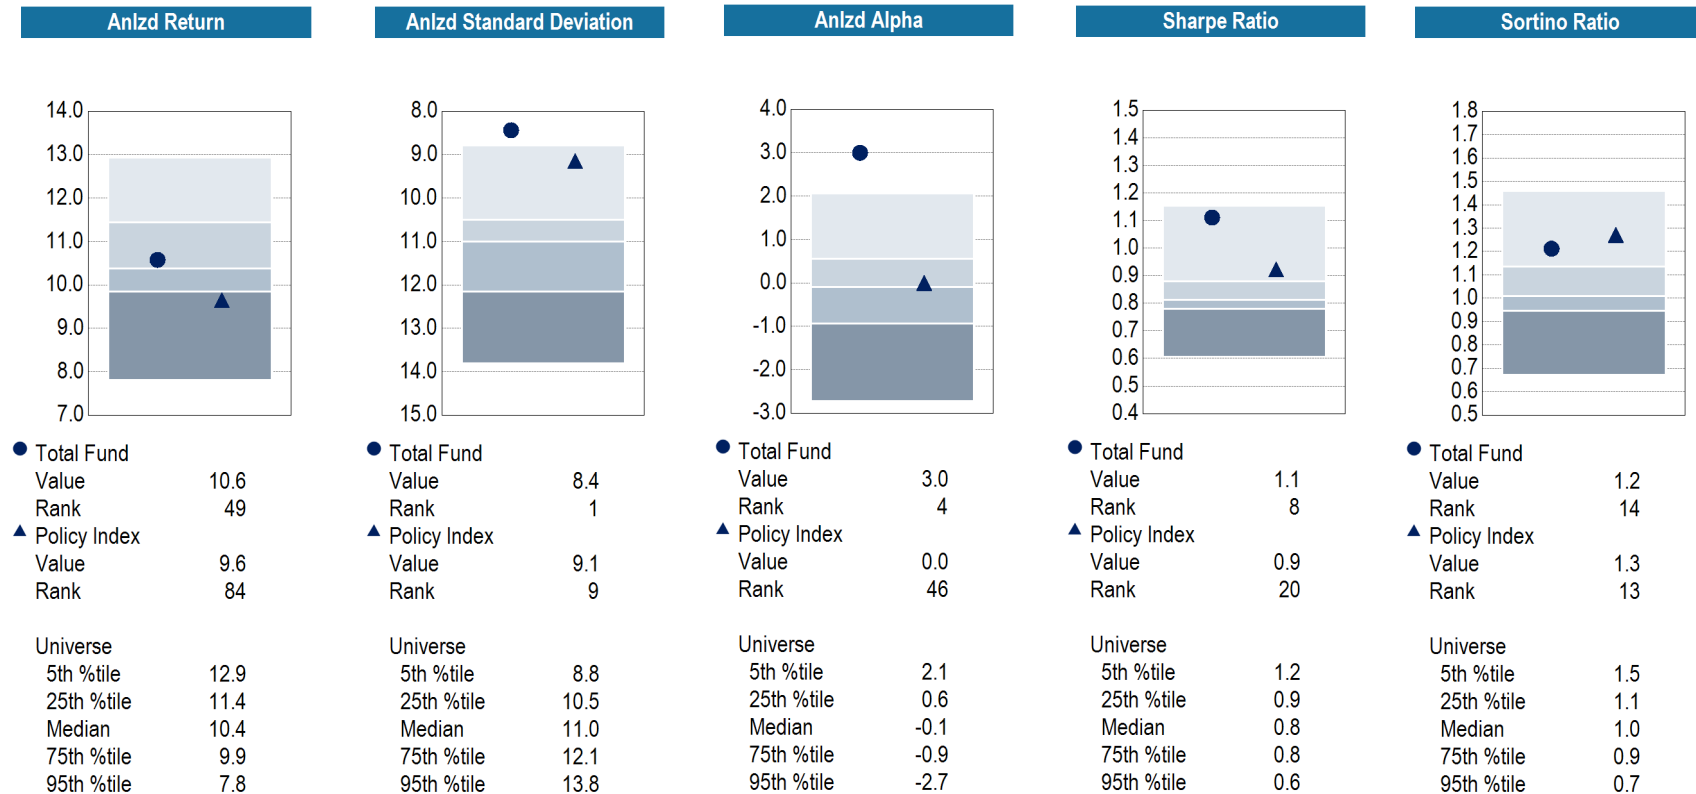 Anlzd Return
14.0
13.0
12.0
11.0
10.0
9.0
8.0
7.0
Total Fund
Value 10.6
Rank 49
Policy Index
Value 9.6
Rank 84
Universe
5th %tile 12.9
25th %tile 11.4
Median 10.4
75th %tile 9.9
95th %tile 7.8
Anlzd Standard Deviation
8.0
9.0
10.0
11.0
12.0
13.0
14.0
15.0
Total Fund
Value 8.4
Rank 1
Policy Index
Value 9.1
Rank 9
Universe
5th %tile 8.8
25th %tile 10.5
Median 11.0
75th %tile 12.1
95th %tile 13.8
Anlzd Alpha
4.0
3.0
2.0
1.0
0.0
-1.0
-2.0
-3.0
Total Fund
Value 3.0
Rank 4
Policy Index
Value 0.0
Rank 46
Universe
5th %tile 2.1
25th %tile 0.6
Median -0.1
75th %tile -0.9
95th %tile -2.7
Sharpe Ratio
1.5
1.4
1.3
1.2
1.1
1.0
0.9
0.8
0.7
0.6
0.5
0.4
Total Fund
Value 1.1
Rank 8
Policy Index
Value 0.9
Rank 20
Universe
5th %tile 1.2
25th %tile 0.9
Median 0.8
75th %tile 0.8
95th %tile 0.6
Sortino Ratio
1.8
1.7
1.6
1.5
1.4
1.3
1.2
1.1
1.0
0.9
0.8
0.7
0.6
0.5
Total Fund
Value 1.2
Rank 14
Policy Index
Value 1.3
Rank 13
Universe
5th %tile 1.5
25th %tile 1.1
Median 1.0
75th %tile 0.9
95th %tile 0.7